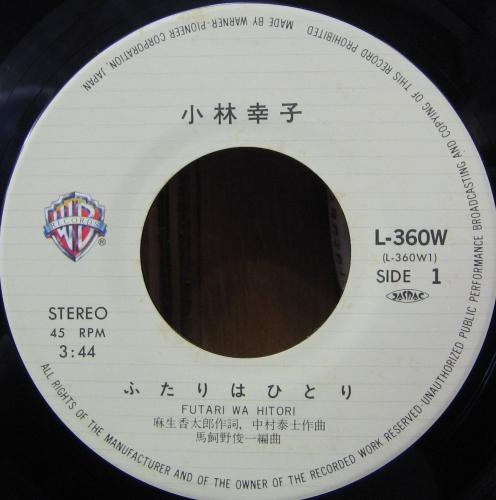 MADE BY WARNER-PIONEER CORPORATION, JAPAN
小林幸子
WB
RECORDS
®
L-360W
(L-360W1)
SIDE 1
JASRAC
STEREO
45 RPM
3:44
ふたりはひとり
FUTARI WA HITORI
麻生香太郎作詞,中村泰士作曲
馬飼野俊一編曲
ALL RIGHTS OF THE MANUFACTURER AND OF THE OWNER OF THE RECORDED WORK RESERVED·UNAUTHORIZED PUBLIC PERFORMANCE BROADCASTING AND COPYING OF THIS RECORD PROHIBITED